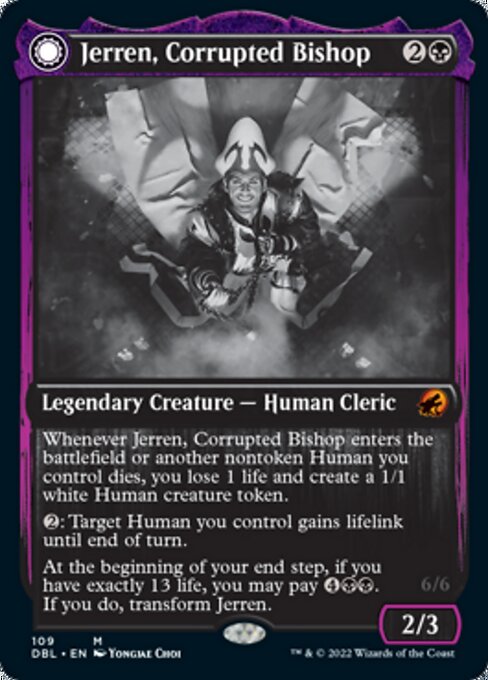 Jerren, Corrupted Bishop 2
Legendary Creature — Human Cleric
Whenever Jerren, Corrupted Bishop enters the
battlefield or another nontoken Human you
control dies, you lose 1 life and create a 1/1
white Human creature token.
2: Target Human you control gains lifelink
until end of turn.
At the beginning of your end step, if you
have exactly 13 life, you may pay 4.
If you do, transform Jerren.
6/6
2/3
109 M
DBL • EN Yongjae Choi
™ & © 2022 Wizards of the Coast